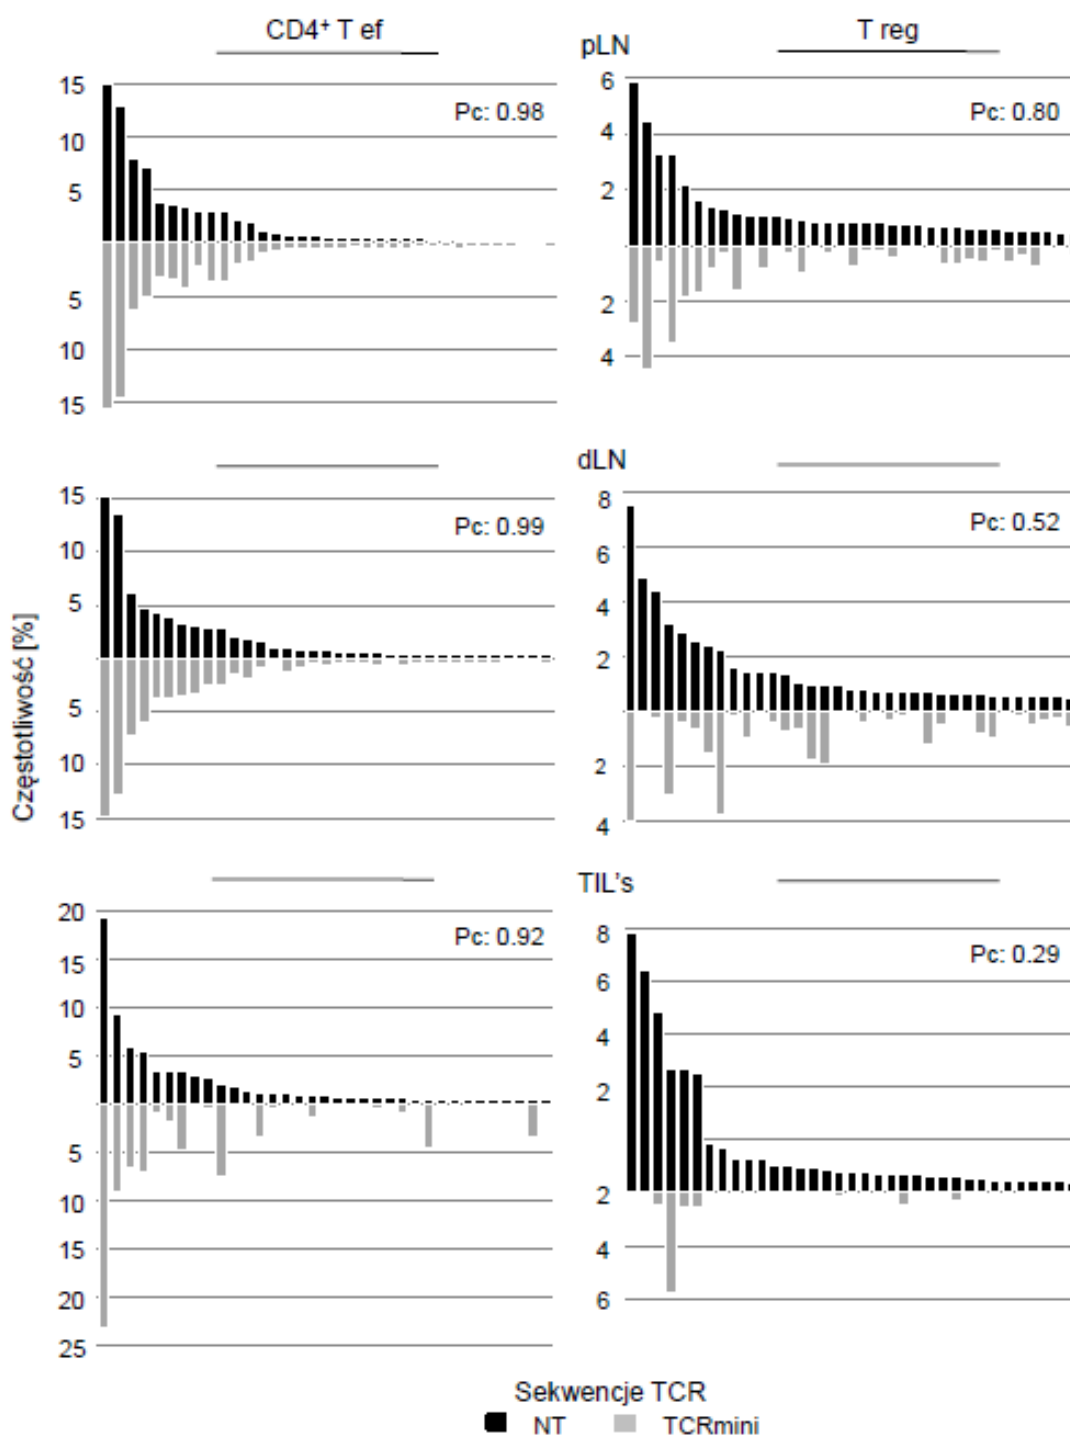 CD4⁺ T ef
T reg
pLN
15
10
5
5
10
15
Pc: 0.98
6
4
2
2
4
Pc: 0.80
dLN
15
10
5
5
10
15
Pc: 0.99
8
6
4
2
2
4
Pc: 0.52
Częstotliwość [%]
TIL's
20
15
10
5
5
10
15
20
25
Pc: 0.92
8
6
4
2
2
4
6
Pc: 0.29
Sekwencje TCR
NT TCRmini